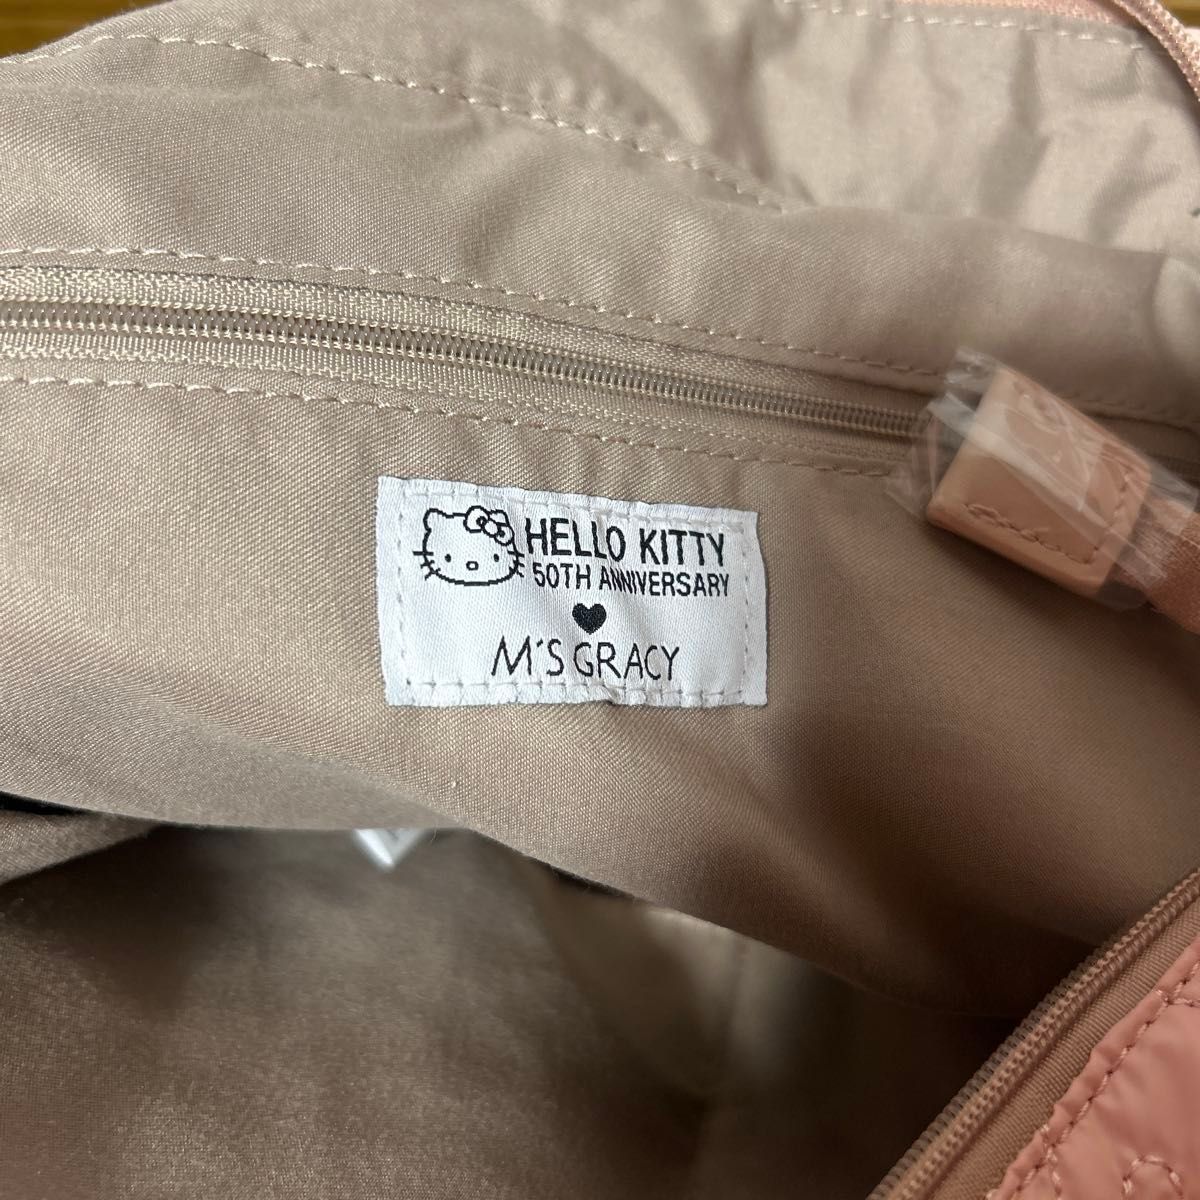 HELLO KITTY
50TH ANNIVERSARY
♥
M'S GRACY